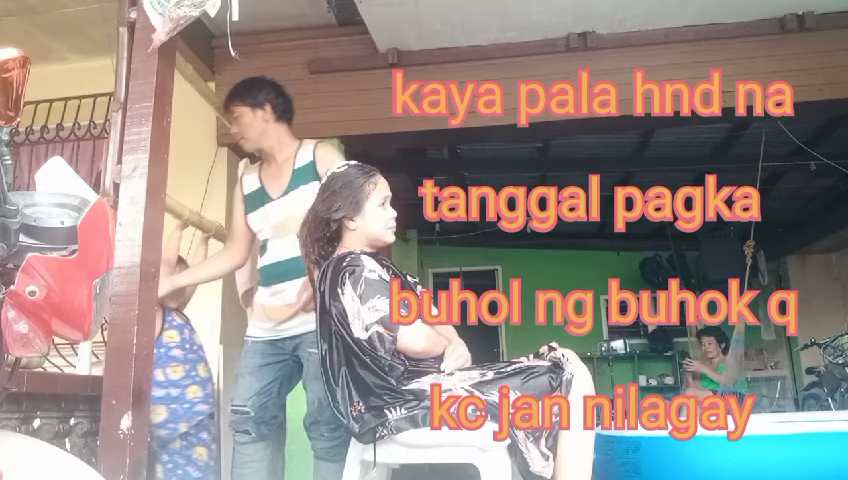 kaya pala hnd na
tanggal pagka
buhol ng buhok q
kc jan nilagay